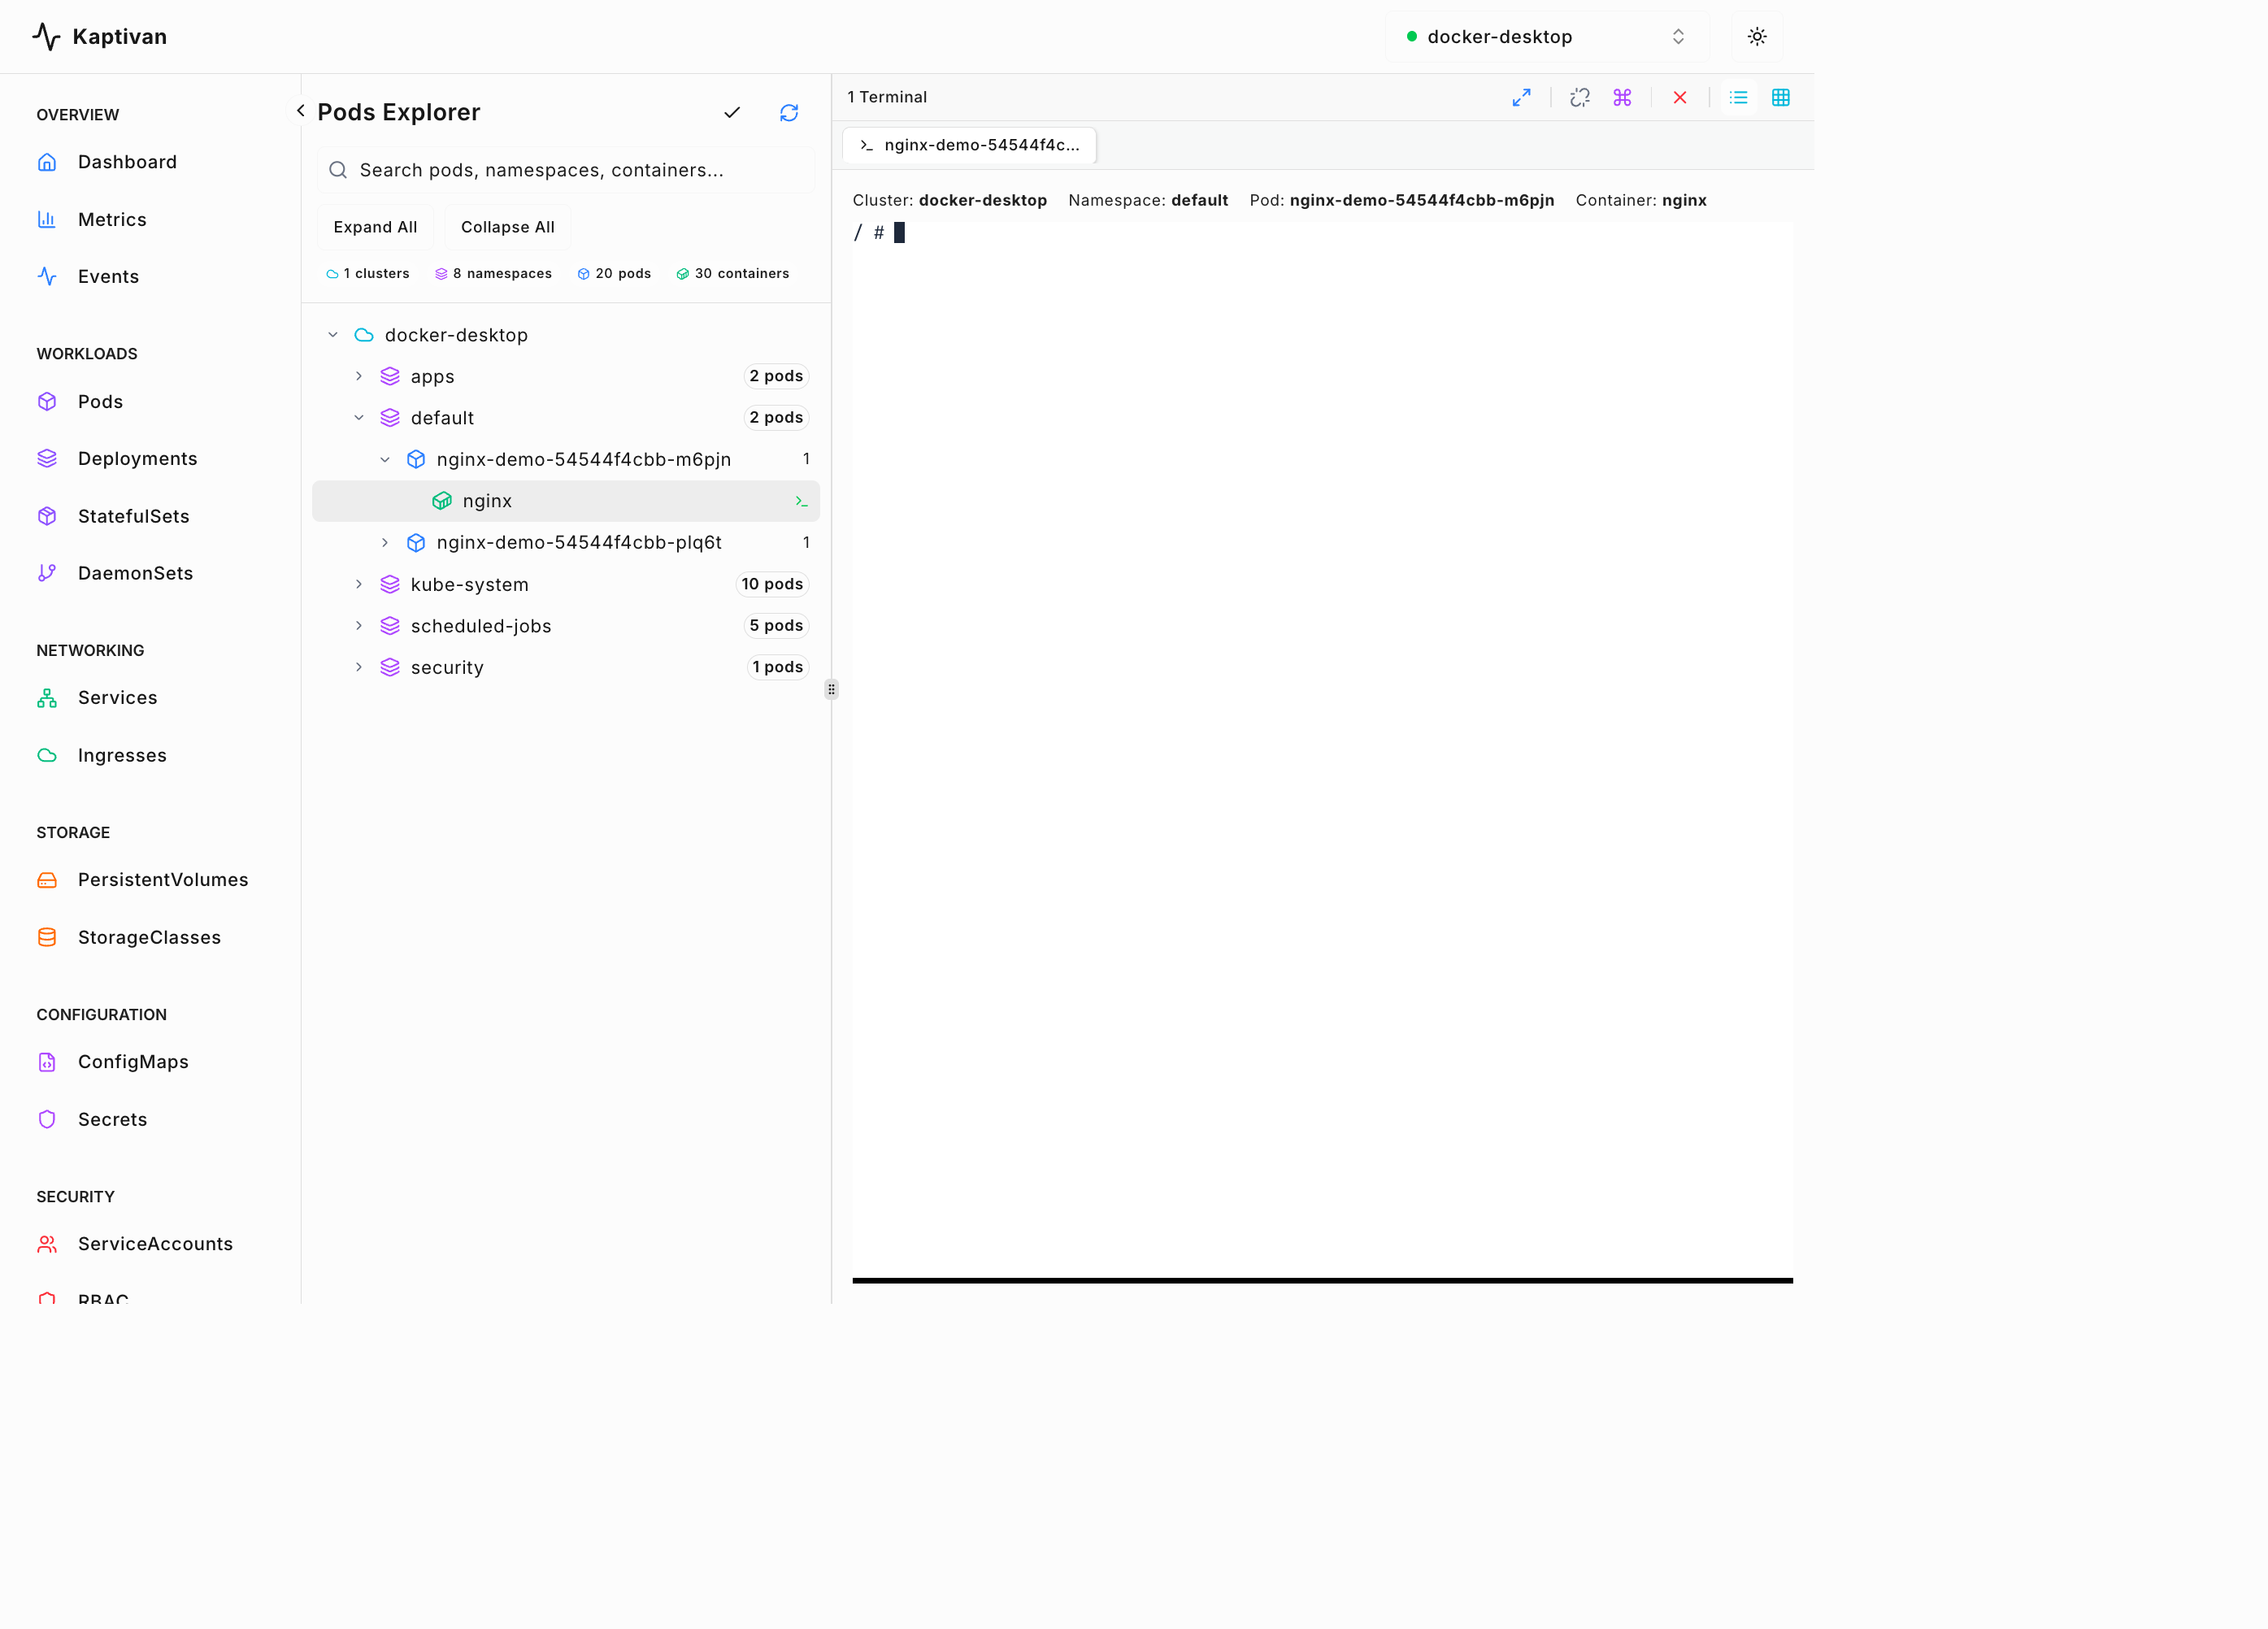 Kaptivan
docker-desktop
OVERVIEW
Dashboard
Metrics
Events
WORKLOADS
Pods
Deployments
StatefulSets
DaemonSets
NETWORKING
Services
Ingresses
STORAGE
PersistentVolumes
StorageClasses
CONFIGURATION
ConfigMaps
Secrets
SECURITY
ServiceAccounts
RBAC
Pods Explorer
Search pods, namespaces, containers...
Expand All Collapse All
1 clusters 8 namespaces 20 pods 30 containers
docker-desktop
apps 2 pods
default 2 pods
nginx-demo-54544f4cbb-m6pjn 1
nginx
nginx-demo-54544f4cbb-plq6t 1
kube-system 10 pods
scheduled-jobs 5 pods
security 1 pods
1 Terminal
nginx-demo-54544f4c...
Cluster: docker-desktop Namespace: default Pod: nginx-demo-54544f4cbb-m6pjn Container: nginx
/ #